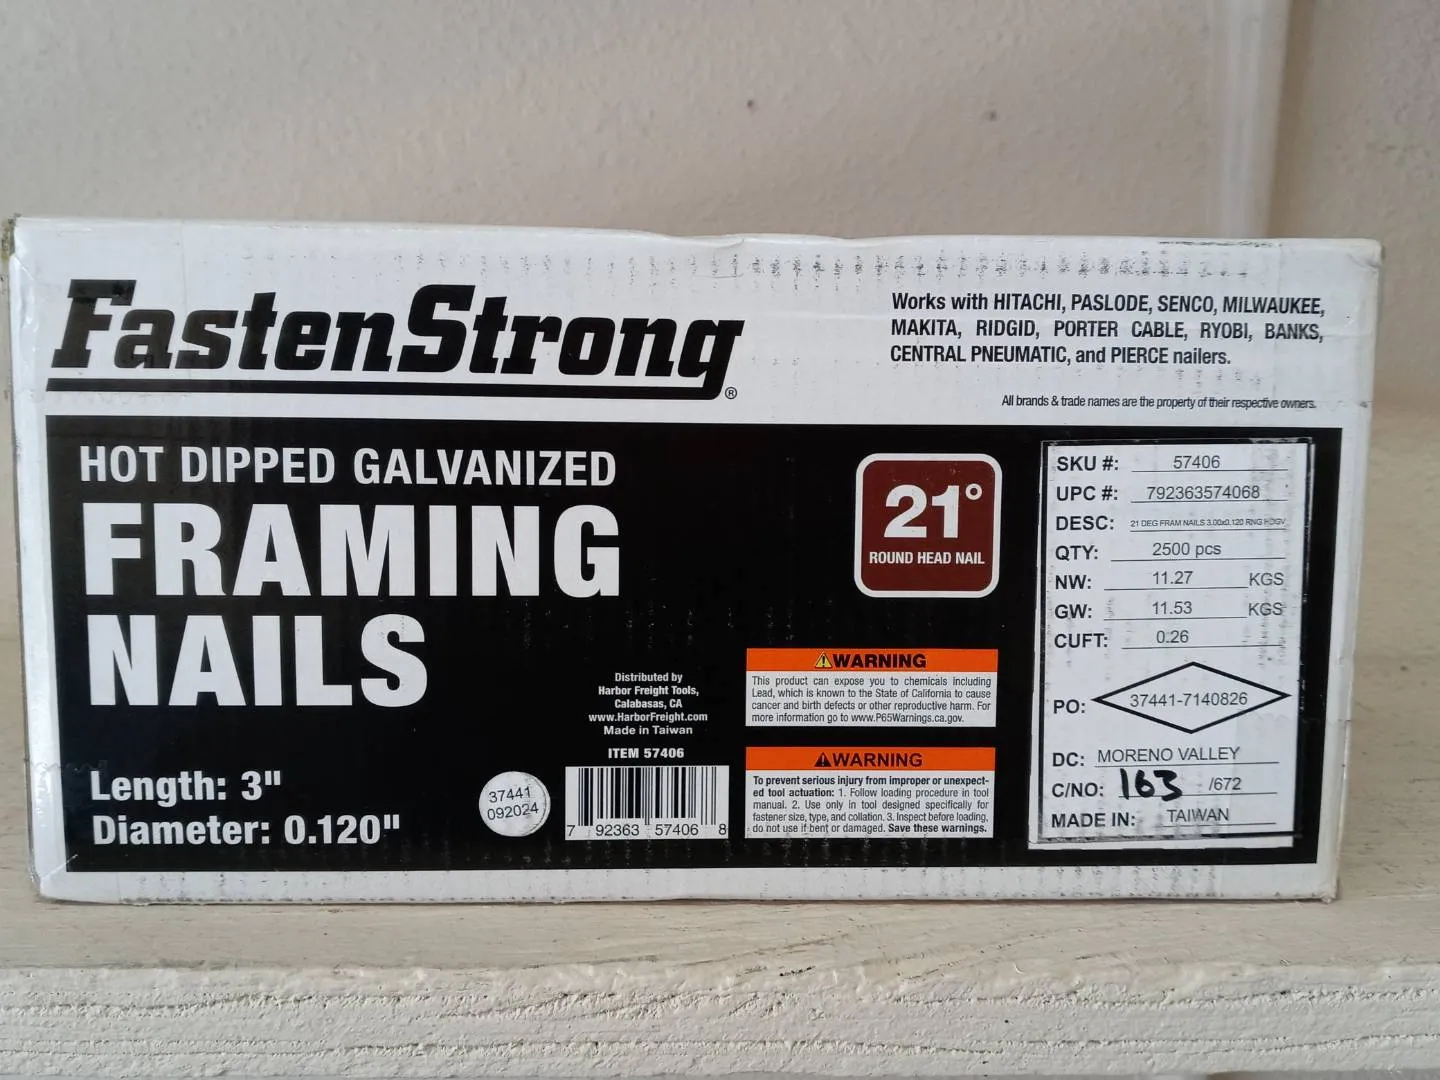 FastenStrong®
Works with HITACHI, PASLODE, SENCO, MILWAUKEE,
MAKITA, RIDGID, PORTER CABLE, RYOBI, BANKS,
CENTRAL PNEUMATIC, and PIERCE nailers.
All brands & trade names are the property of their respective owners.
HOT DIPPED GALVANIZED
FRAMING
NAILS
Length: 3"
Diameter: 0.120"
37441
092024
Distributed by
Harbor Freight Tools,
Calabasas, CA
www.HarborFreight.com
Made in Taiwan
ITEM 57406
7 92363 57406 8
21°
ROUND HEAD NAIL
WARNING
This product can expose you to chemicals including
Lead, which is known to the State of California to cause
cancer and birth defects or other reproductive harm. For
more information go to www.P65Warnings.ca.gov.
WARNING
To prevent serious injury from improper or unexpect-
ed tool actuation: 1. Follow loading procedure in tool
manual. 2. Use only in tool designed specifically for
fastener size, type, and collation. 3. Inspect before loading,
do not use if bent or damaged. Save these warnings.
SKU #: 57406
UPC #: 792363574068
DESC: 21 DEG FRAM NAILS 3.00x0.120 RNG HDGV
QTY: 2500 pcs
NW: 11.27 KGS
GW: 11.53 KGS
CUFT: 0.26
PO: 37441-7140826
DC: MORENO VALLEY
C/NO: 163 /672
MADE IN: TAIWAN